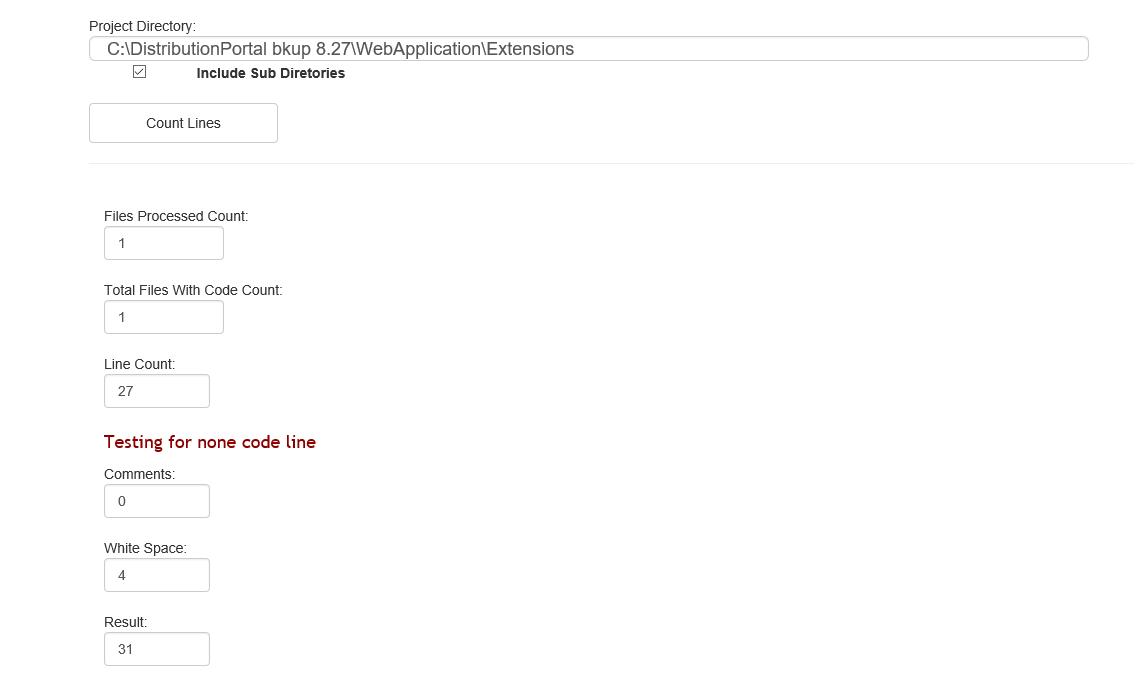 Project Directory:
C:\DistributionPortal bkup 8.27\WebApplication\Extensions
Include Sub Diretories
Count Lines
Files Processed Count:
1
Total Files With Code Count:
1
Line Count:
27
Testing for none code line
Comments:
0
White Space:
4
Result:
31